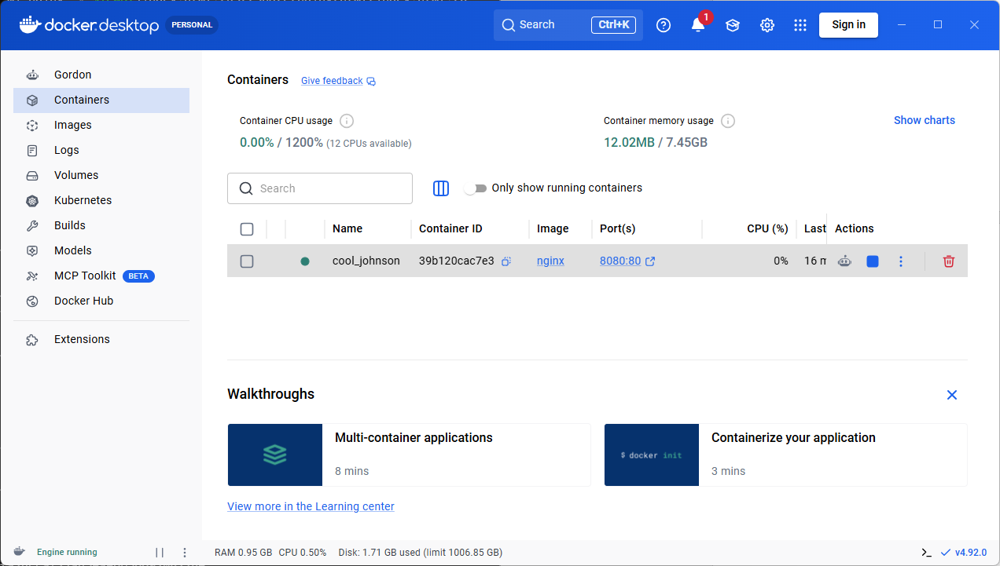 docker.desktop PERSONAL Search Ctrl+K 1 Sign in
Gordon
Containers
Images
Logs
Volumes
Kubernetes
Builds
Models
MCP Toolkit BETA
Docker Hub
Extensions
Containers Give feedback
Container CPU usage
0.00% / 1200% (12 CPUs available)
Container memory usage
12.02MB / 7.45GB
Show charts
Search
Only show running containers
Name Container ID Image Port(s) CPU (%) Last Actions
cool_johnson 39b120cac7e3 nginx 8080:80 0% 16 m
Walkthroughs
Multi-container applications
8 mins
$ docker init
Containerize your application
3 mins
View more in the Learning center
Engine running RAM 0.95 GB CPU 0.50% Disk: 1.71 GB used (limit 1006.85 GB) v4.92.0